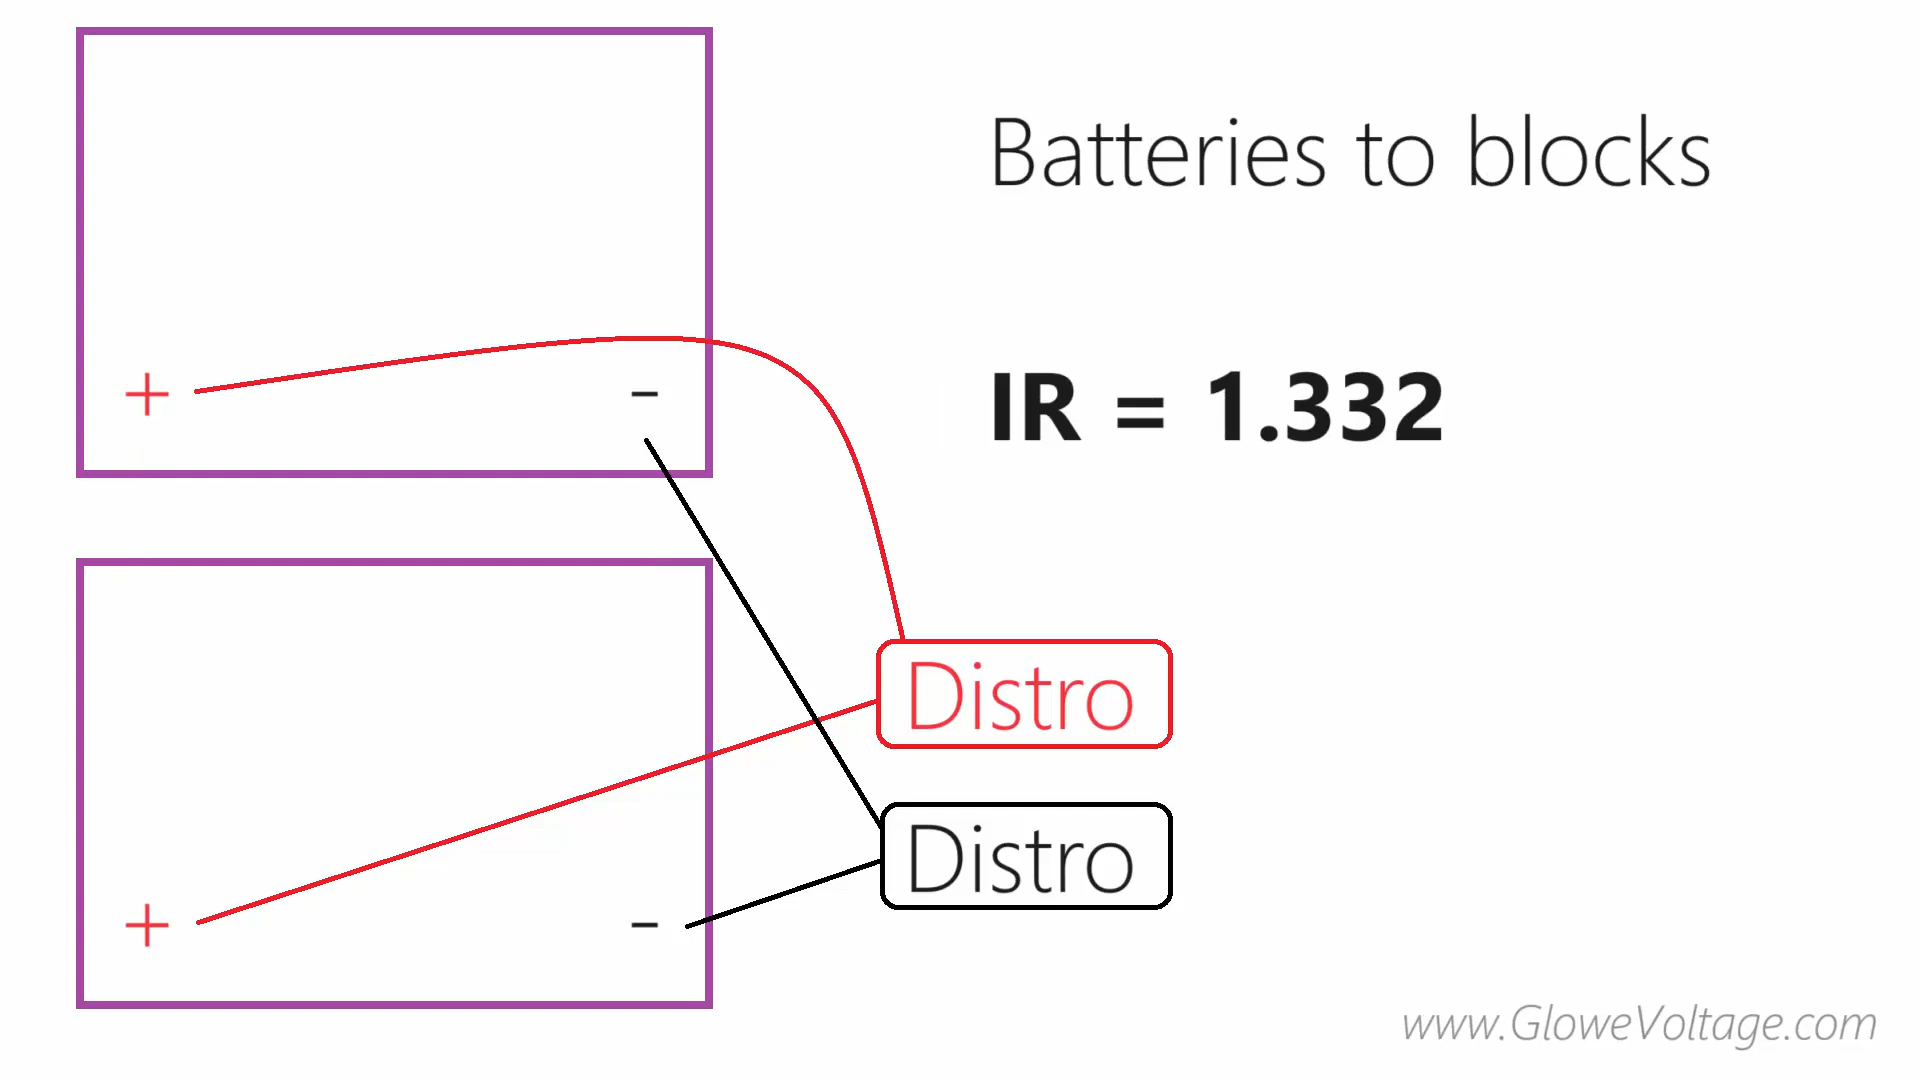 Batteries to blocks
+ -
IR = 1.332
Distro
+ -
Distro
www.GloweVoltage.com